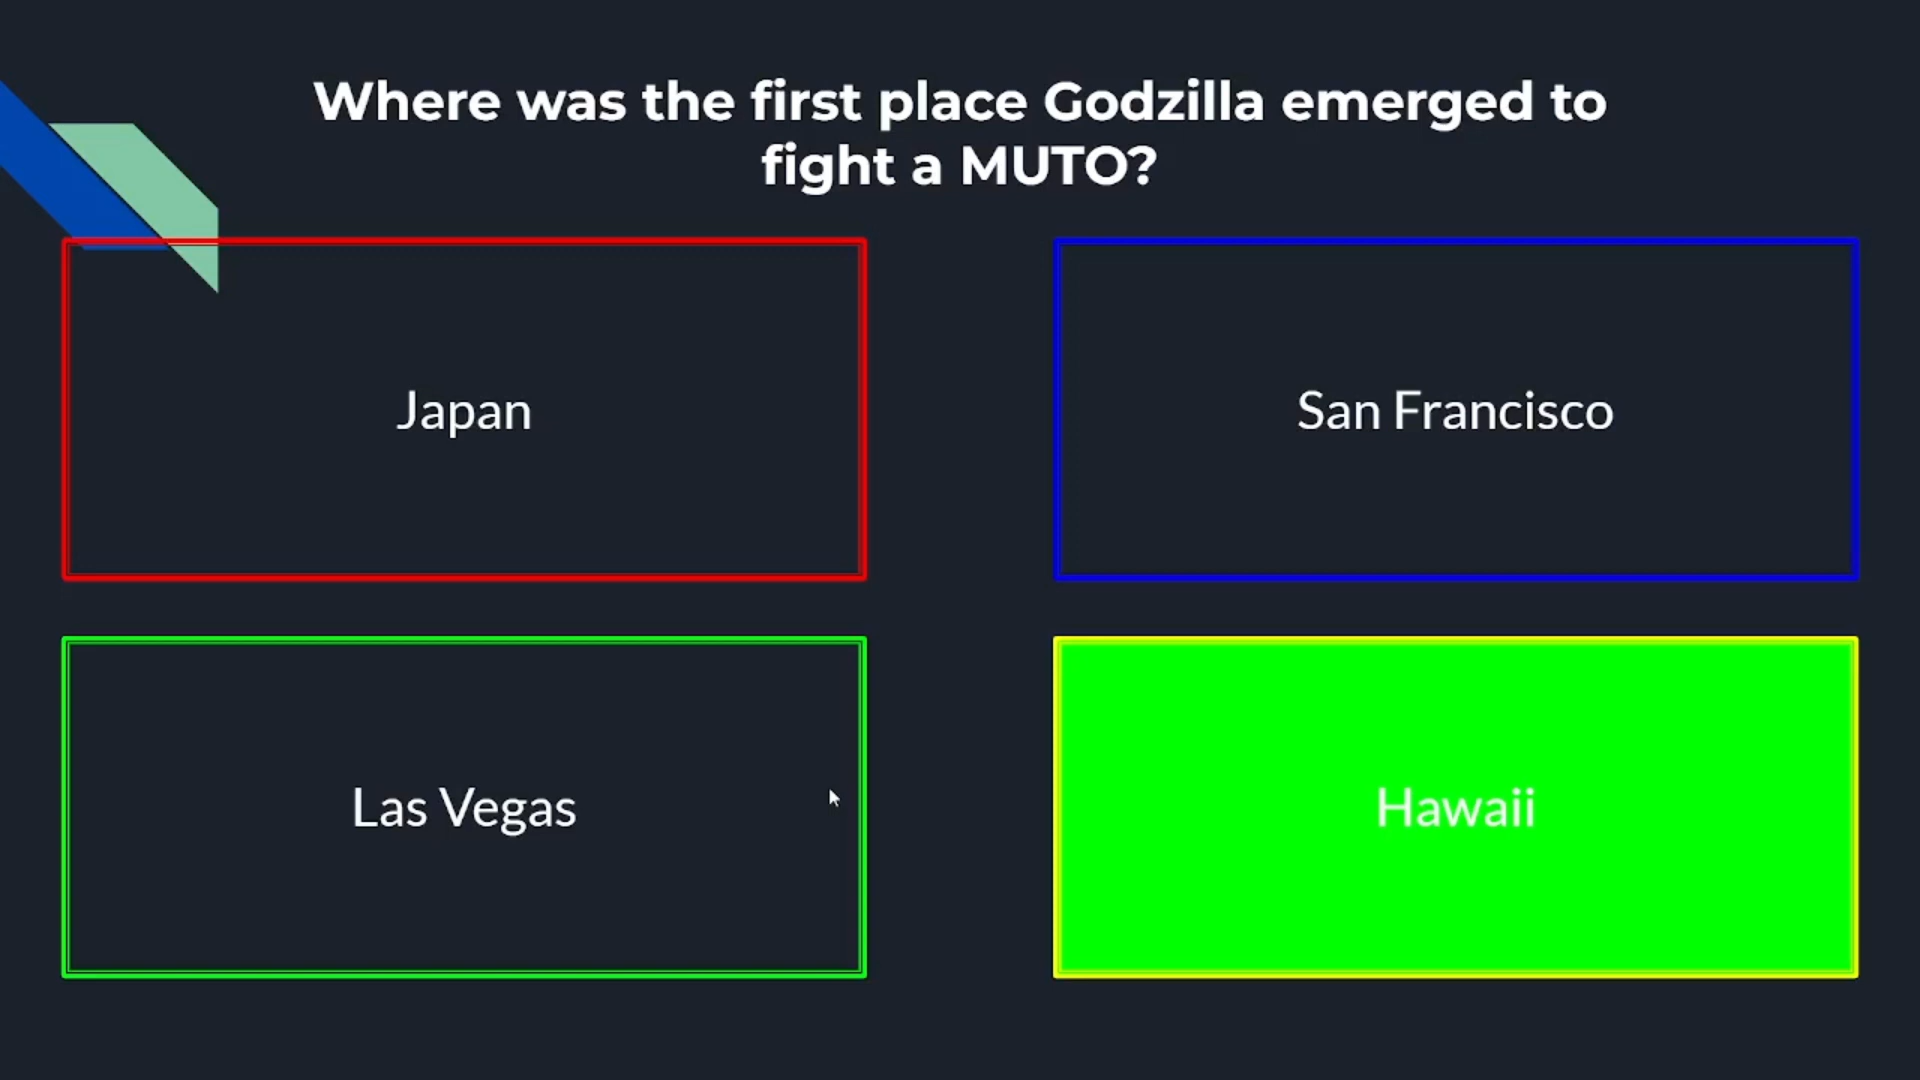 Where was the first place Godzilla emerged to
fight a MUTO?
Japan
San Francisco
Las Vegas
Hawaii